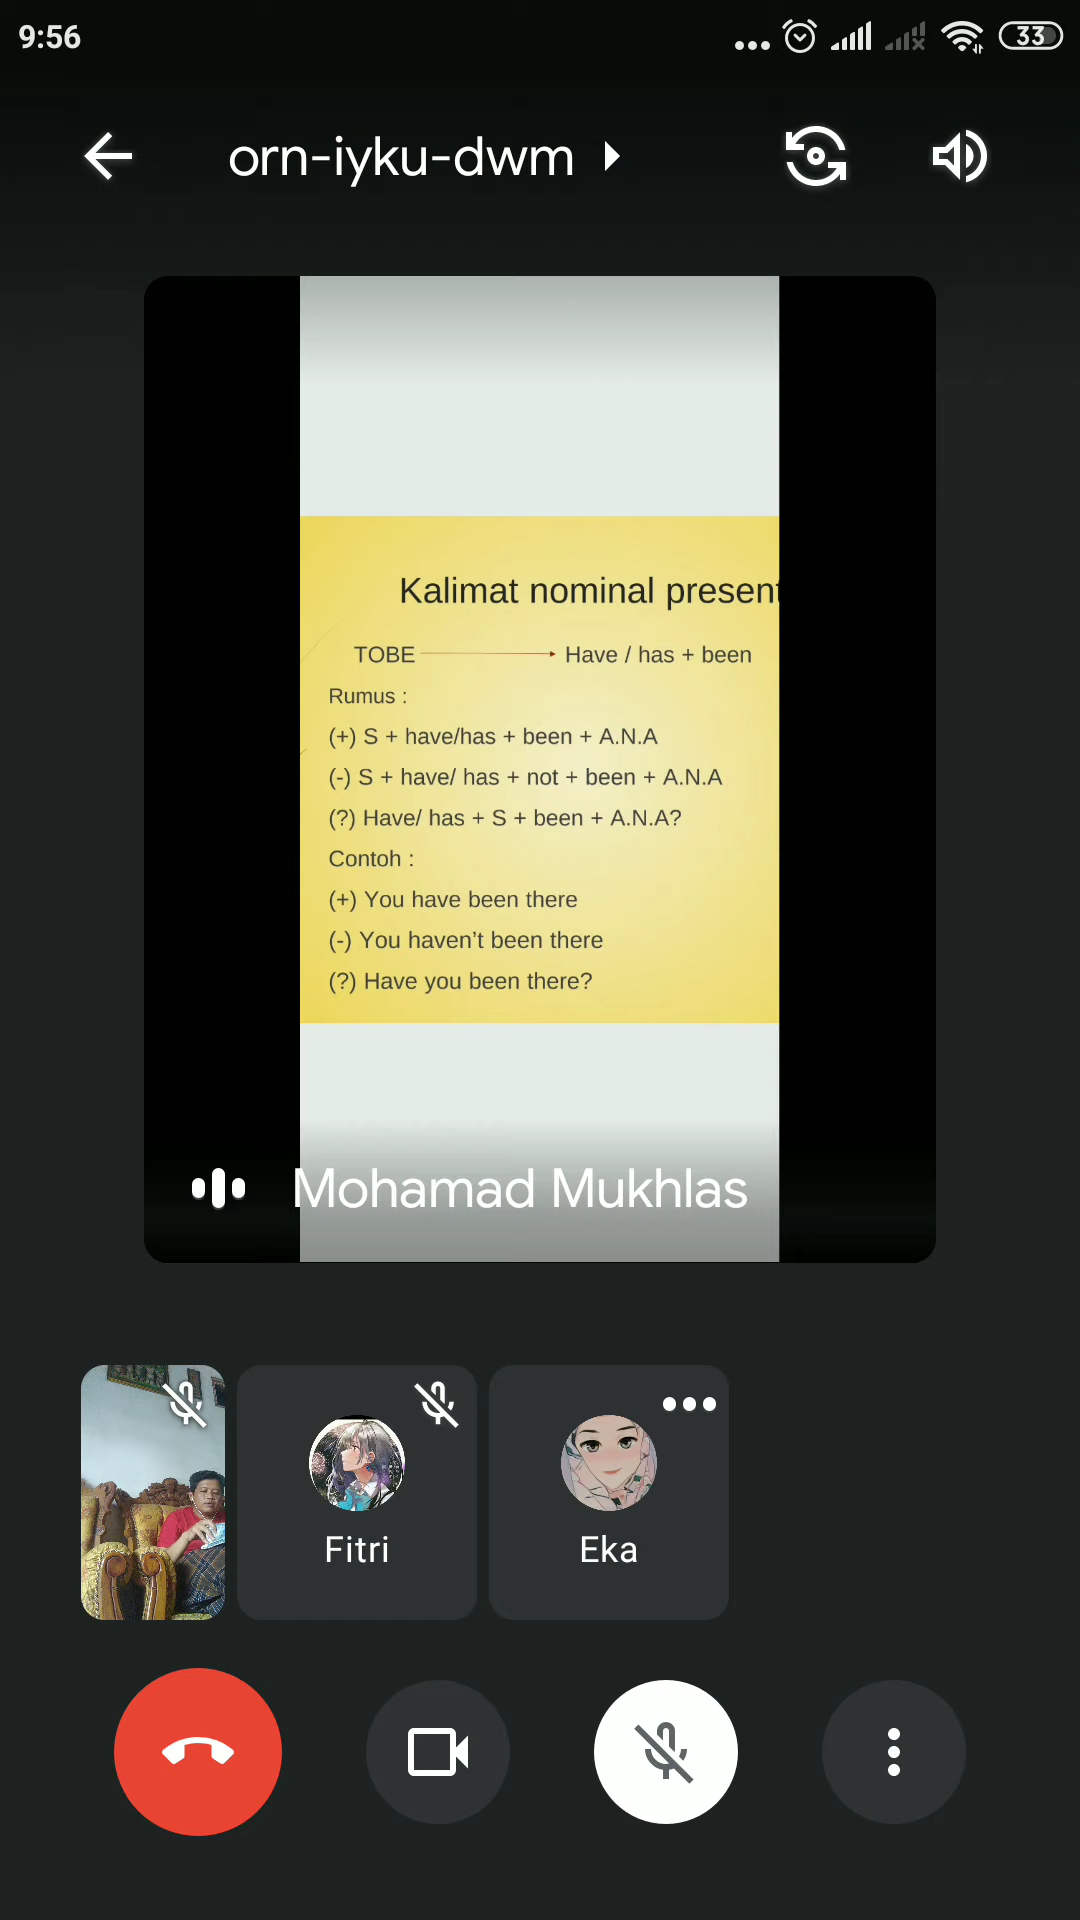 9:56
33
orn-iyku-dwm
Kalimat nominal present
TOBE Have / has + been
Rumus :
(+) S + have/has + been + A.N.A
(-) S + have/ has + not + been + A.N.A
(?) Have/ has + S + been + A.N.A?
Contoh :
(+) You have been there
(-) You haven’t been there
(?) Have you been there?
Mohamad Mukhlas
Fitri
Eka